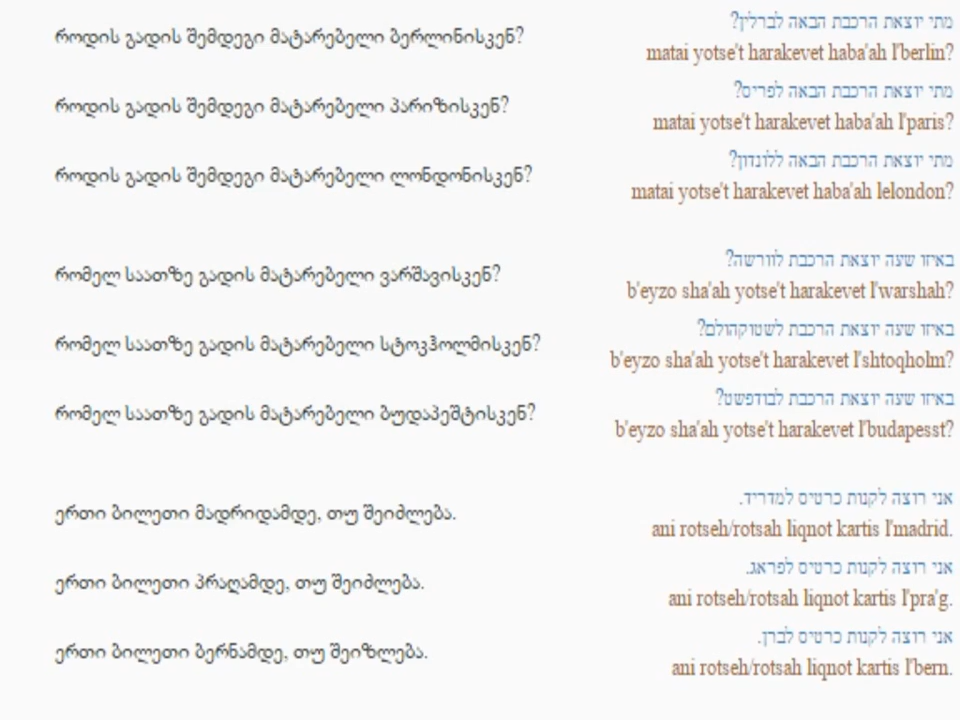 როდის გადის შემდეგი მატარებელი ბერლინისკენ?
מתי יוצאת הרכבת הבאה לברלין?
matai yotse't harakevet haba'ah l'berlin?
როდის გადის შემდეგი მატარებელი პარიზისკენ?
מתי יוצאת הרכבת הבאה לפריס?
matai yotse't harakevet haba'ah l'paris?
როდის გადის შემდეგი მატარებელი ლონდონისკენ?
מתי יוצאת הרכבת הבאה ללונדון?
matai yotse't harakevet haba'ah lelondon?
რომელ საათზე გადის მატარებელი ვარშავისკენ?
באיזו שעה יוצאת הרכבת לוורשה?
b'eyzo sha'ah yotse't harakevet l'warshah?
რომელ საათზე გადის მატარებელი სტოკჰოლმისკენ?
באיזו שעה יוצאת הרכבת לשטוקהולם?
b'eyzo sha'ah yotse't harakevet l'shtoqholm?
რომელ საათზე გადის მატარებელი ბუდაპეშტისკენ?
באיזו שעה יוצאת הרכבת לבודפשט?
b'eyzo sha'ah yotse't harakevet l'budapesst?
ერთი ბილეთი მადრიდამდე, თუ შეიძლება.
אני רוצה לקנות כרטיס למדריד.
ani rotseh/rotsah liqnot kartis l'madrid.
ერთი ბილეთი პრაღამდე, თუ შეიძლება.
אני רוצה לקנות כרטיס לפראג.
ani rotseh/rotsah liqnot kartis l'pra'g.
ერთი ბილეთი ბერნამდე, თუ შეიზლება.
אני רוצה לקנות כרטיס לברן.
ani rotseh/rotsah liqnot kartis l'bern.